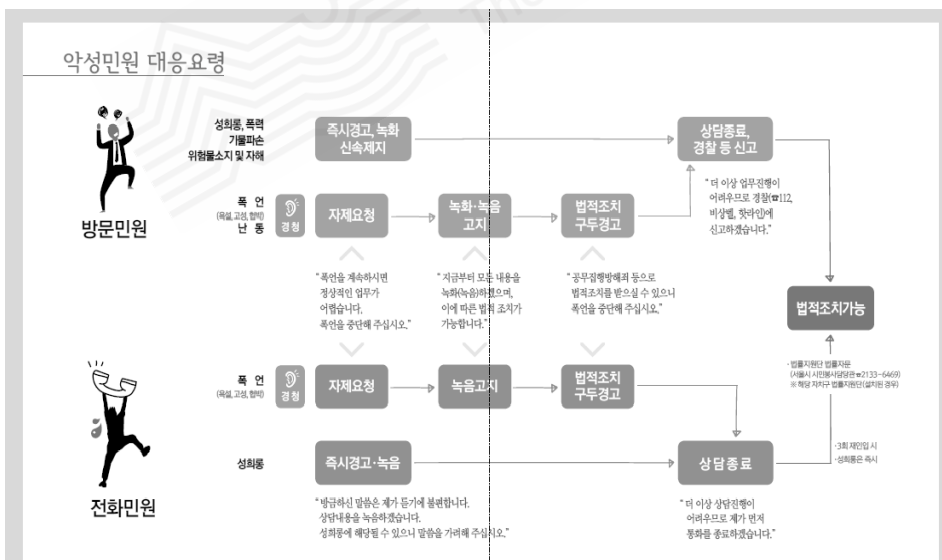 악성민원 대응요령
성희롱, 폭력
기물파손
위험물소지 및 자해
즉시경고, 녹화
신속제지
상담종료,
경찰 등 신고
" 더 이상 업무진행이
어려우므로 경찰(☎112,
비상벨, 핫라인)에
신고하겠습니다."
방문민원
폭 언
(욕설, 고성, 협박)
난 동
경청
자제요청
녹화·녹음
고지
법적조치
구두경고
" 폭언을 계속하시면
정상적인 업무가
어렵습니다.
폭언을 중단해 주십시오."
" 지금부터 모든 내용을
녹화(녹음)하겠으며,
이에 따른 법적 조치가
가능합니다."
" 공무집행방해죄 등으로
법적조치를 받으실 수 있으니
폭언을 중단해 주십시오."
법적조치가능
· 법률지원단 법률자문
(서울시 시민봉사담당관 ☎2133-6469)
※ 해당 자치구 법률지원단(설치된 경우)
폭 언
(욕설, 고성, 협박)
경청
자제요청
녹음고지
법적조치
구두경고
· 3회 재민입 시
· 성희롱은 즉시
성희롱
즉시경고·녹음
상담종료
전화민원
" 방금하신 말씀은 제가 듣기에 불편합니다.
상담내용을 녹음하겠습니다.
성희롱에 해당될 수 있으니 말씀을 가려해 주십시오."
" 더 이상 상담진행이
어려우므로 제가 먼저
통화를 종료하겠습니다."